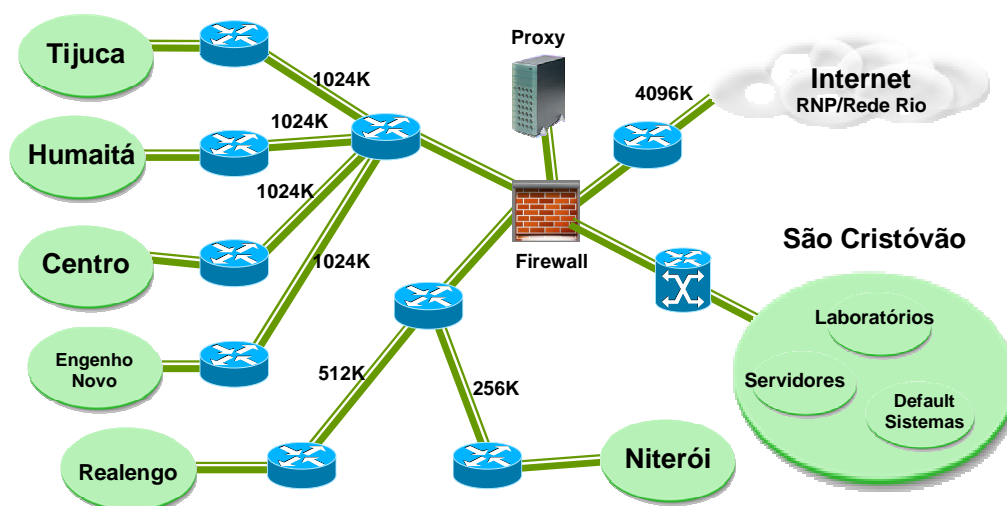 Tijuca
1024K
Proxy
Internet
RNP/Rede Rio
4096K
Humaitá
1024K
1024K
Centro
1024K
Firewall
São Cristóvão
Laboratórios
Servidores
Default
Sistemas
Engenho
Novo
512K
256K
Realengo
Niterói